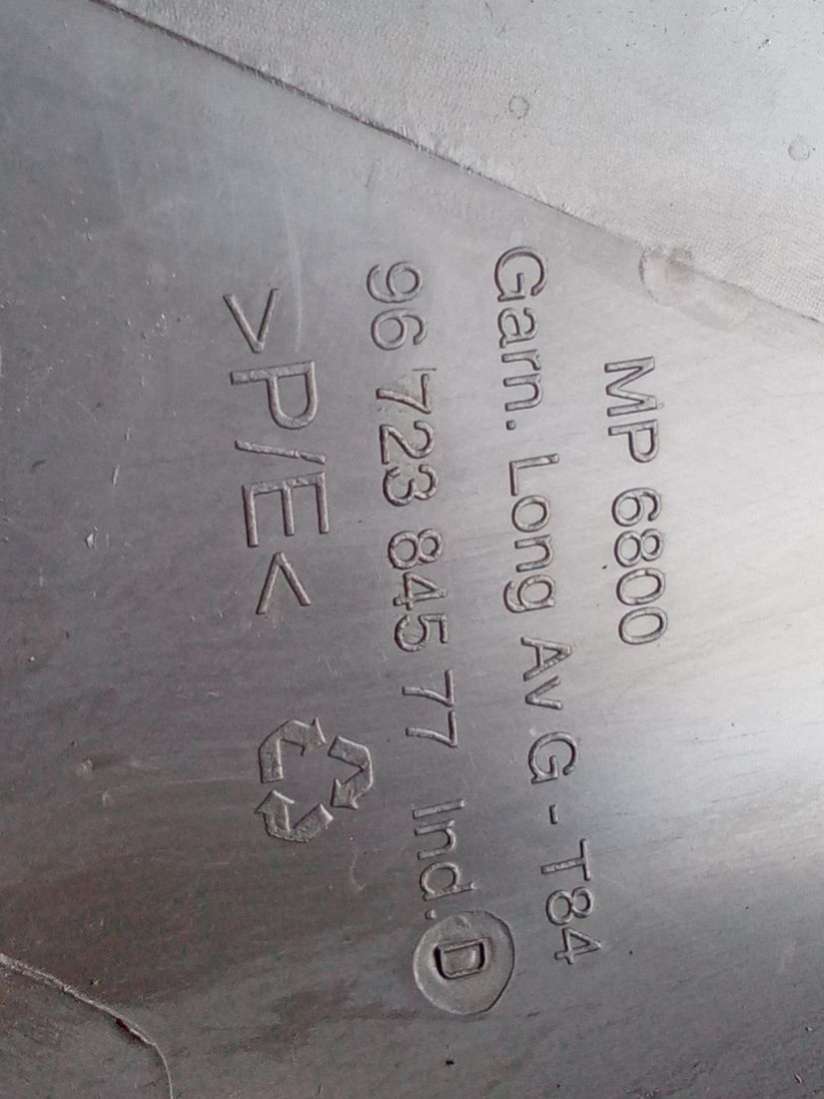 MP 6800
Garn. Long Av G - T84
96 723 845 77 Ind. D
>P/E<